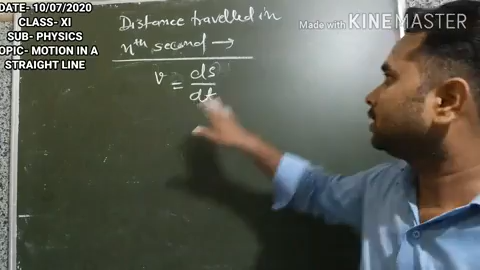 DATE- 10/07/2020
CLASS- XI
SUB- PHYSICS
TOPIC- MOTION IN A
STRAIGHT LINE
Distance travelled in
nth second →
v = ds/dt
Made with KINEMASTER